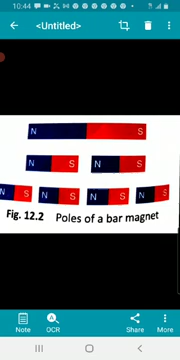 10:44
<Untitled>
N S
N S N S
N S N S N S N S
Fig. 12.2 Poles of a bar magnet
Note OCR Share More